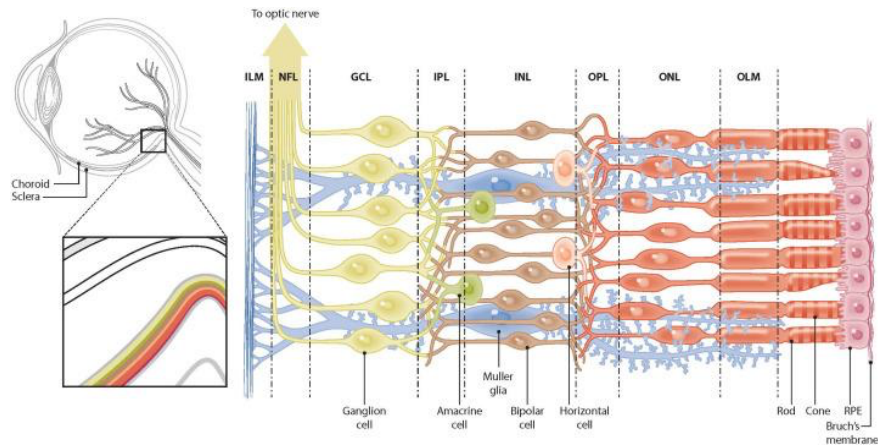 To optic nerve
ILM NFL GCL IPL INL OPL ONL OLM
Choroid
Sclera
Muller
glia
Ganglion
cell
Amacrine
cell
Bipolar
cell
Horizontal
cell
Rod
Cone
RPE
Bruch's
membrane